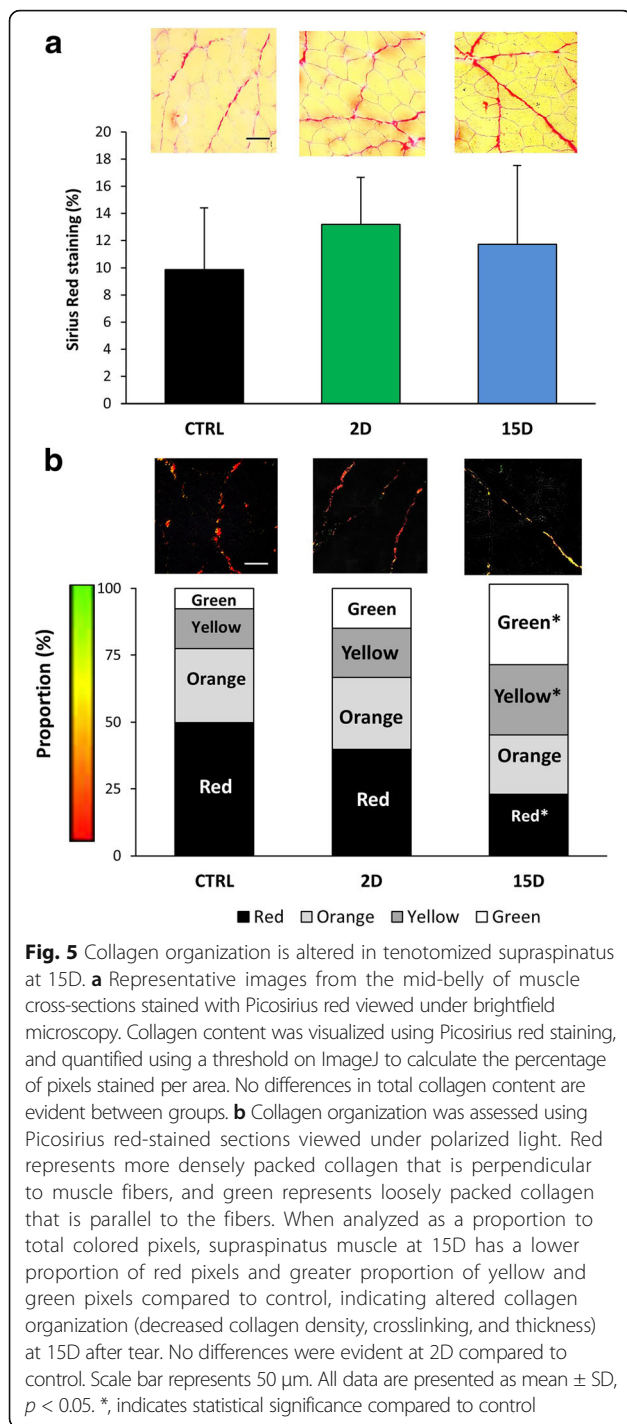 a
20
18
16
14
12
10
8
6
4
2
0
Sirius Red staining (%)
CTRL 2D 15D
b
100
75
50
25
0
Proportion (%)
Green
Yellow
Orange
Red
Green
Yellow
Orange
Red
Green*
Yellow*
Orange
Red*
CTRL 2D 15D
Red Orange Yellow Green
Fig. 5 Collagen organization is altered in tenotomized supraspinatus
at 15D. a Representative images from the mid-belly of muscle
cross-sections stained with Picosirius red viewed under brightfield
microscopy. Collagen content was visualized using Picosirius red staining,
and quantified using a threshold on ImageJ to calculate the percentage
of pixels stained per area. No differences in total collagen content are
evident between groups. b Collagen organization was assessed using
Picosirius red-stained sections viewed under polarized light. Red
represents more densely packed collagen that is perpendicular
to muscle fibers, and green represents loosely packed collagen
that is parallel to the fibers. When analyzed as a proportion to
total colored pixels, supraspinatus muscle at 15D has a lower
proportion of red pixels and greater proportion of yellow and
green pixels compared to control, indicating altered collagen
organization (decreased collagen density, crosslinking, and thickness)
at 15D after tear. No differences were evident at 2D compared to
control. Scale bar represents 50 μm. All data are presented as mean ± SD,
p < 0.05. *, indicates statistical significance compared to control